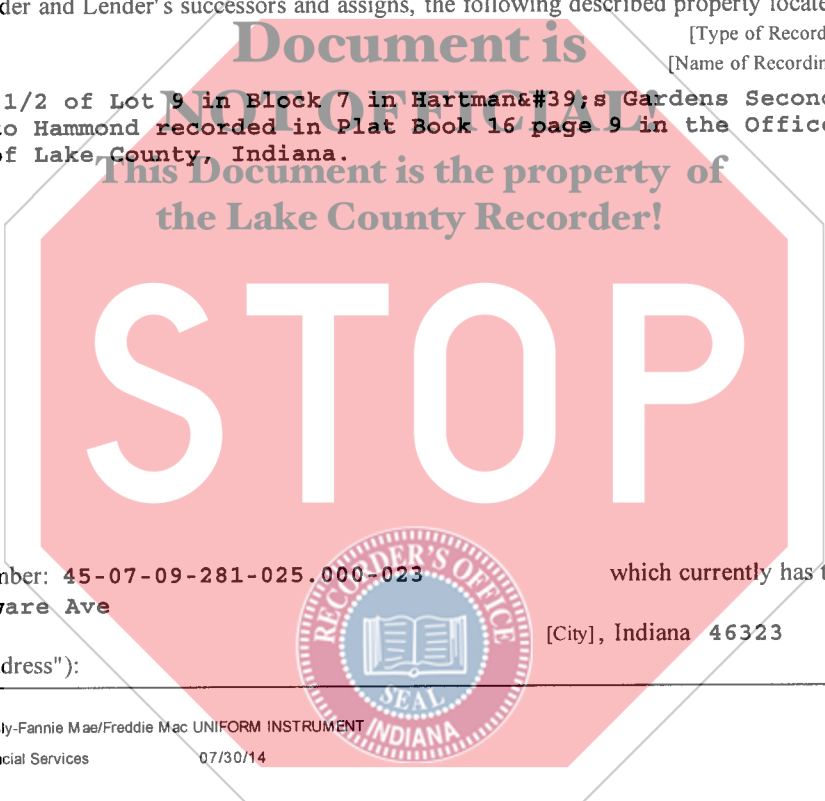 der and Lender's successors and assigns, the following described property locate
Document is
[Type of Record
[Name of Recordin
1/2 of Lot 9 in Block 7 in Hartman&#39;s Gardens Secon
NOT OFFICIAL!
to Hammond recorded in Plat Book 16 page 9 in the Offic
of Lake County, Indiana.
This Document is the property of
the Lake County Recorder!
STOP
mber: 45-07-09-281-025.000-023 which currently has t
ware Ave
RECORDER'S OFFICE
[City], Indiana 46323
dress"):
SEAL
INDIANA
ly-Fannie Mae/Freddie Mac UNIFORM INSTRUMENT
cial Services 07/30/14